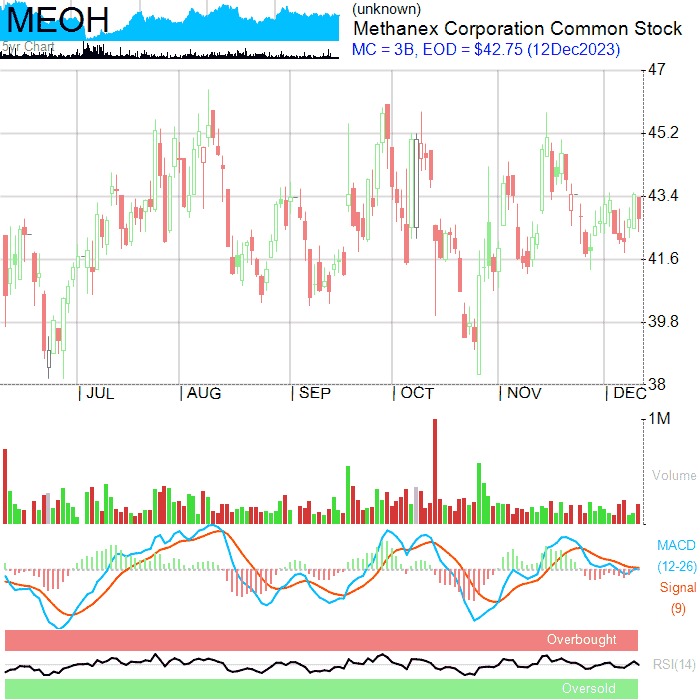 MEOH
5yr Chart
(unknown)
Methanex Corporation Common Stock
MC = 3B, EOD = $42.75 (12Dec2023)
47
45.2
43.4
41.6
39.8
38
JUL AUG SEP OCT NOV DEC
1M
Volume
MACD
(12-26)
Signal
(9)
Overbought
RSI(14)
Oversold